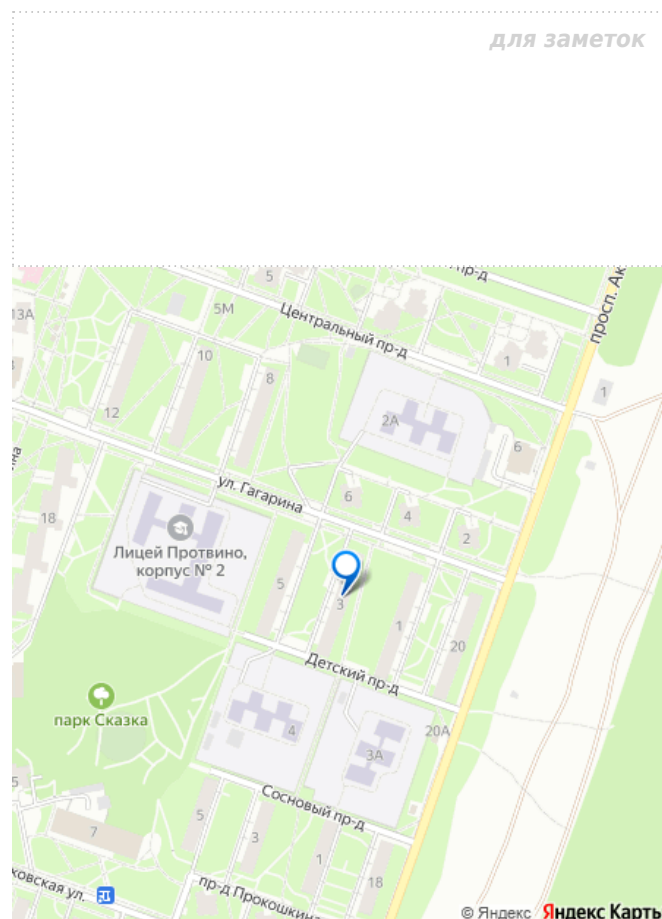 для заметок
пр-д
5
просп. Ак
5М
13А
Центральный пр-д
10
1
8
1
12
2А
6
ул. Гагарина
6
4
18
2
Лицей Протвино,
корпус № 2
5
3
1
20
Детский пр-д
парк Сказка
4
20А
3А
Сосновый пр-д
5
5
7
3
1
18
ковская ул.
пр-д Прокошкин
© Яндекс Яндекс Карты